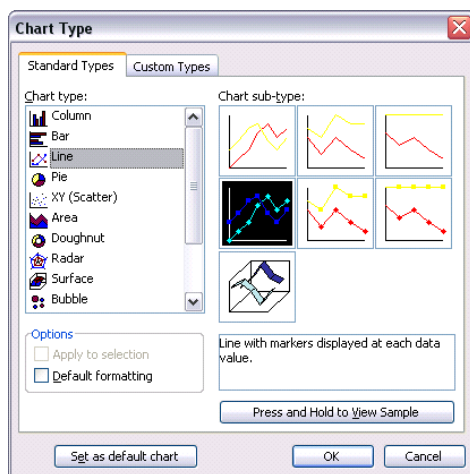 Chart Type
Standard Types
Custom Types
Chart type:
Column
Bar
Line
Pie
XY (Scatter)
Area
Doughnut
Radar
Surface
Bubble
Chart sub-type:
Line with markers displayed at each data
value.
Options
Apply to selection
Default formatting
Press and Hold to View Sample
Set as default chart
OK
Cancel